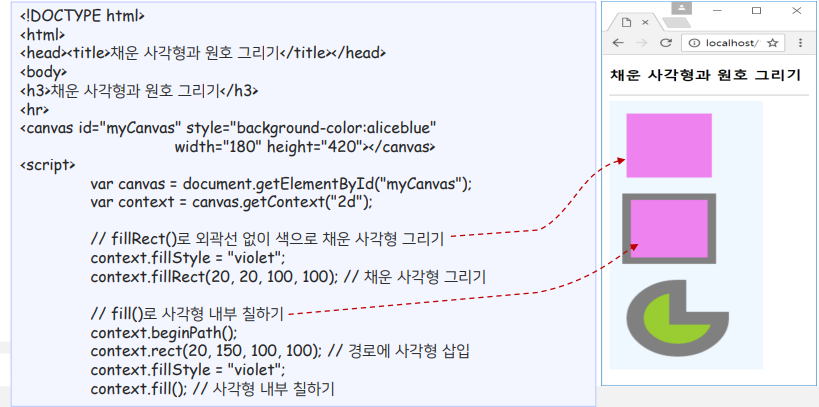 <!DOCTYPE html>
<html>
<head><title>채운 사각형과 원호 그리기</title></head>
<body>
<h3>채운 사각형과 원호 그리기</h3>
<hr>
<canvas id="myCanvas" style="background-color:aliceblue"
width="180" height="420"></canvas>
<script>
var canvas = document.getElementById("myCanvas");
var context = canvas.getContext("2d");
// fillRect()로 외곽선 없이 색으로 채운 사각형 그리기
context.fillStyle = "violet";
context.fillRect(20, 20, 100, 100); // 채운 사각형 그리기
// fill()로 사각형 내부 칠하기
context.beginPath();
context.rect(20, 150, 100, 100); // 경로에 사각형 삽입
context.fillStyle = "violet";
context.fill(); // 사각형 내부 칠하기
localhost/
채운 사각형과 원호 그리기